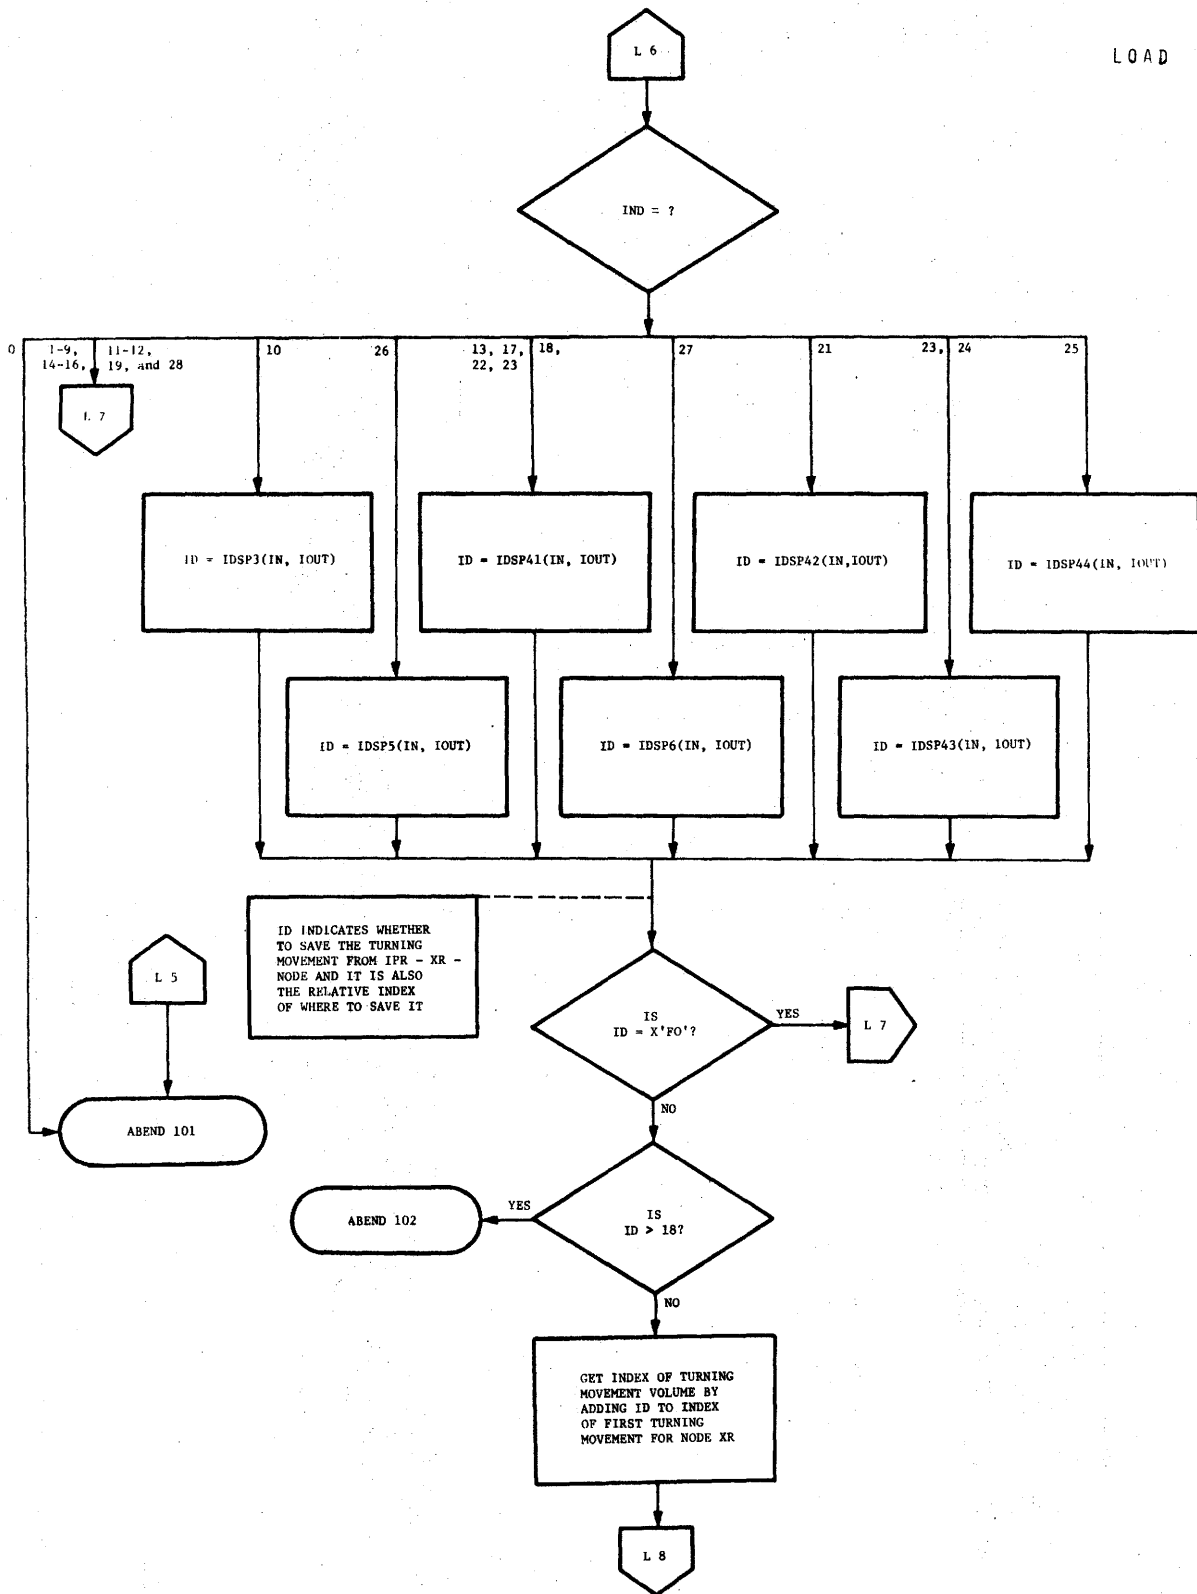 L 6
LOAD
IND = ?
0
1-9, 11-12,
14-16, 19, and 28
10
26
13, 17, 18,
22, 23
27
21
23, 24
25
L 7
ID = IDSP3(IN, IOUT)
ID = IDSP41(IN, IOUT)
ID = IDSP42(IN,IOUT)
ID = IDSP44(IN, IOUT)
ID = IDSP5(IN, IOUT)
ID = IDSP6(IN, IOUT)
ID = IDSP43(IN, IOUT)
ID INDICATES WHETHER
TO SAVE THE TURNING
MOVEMENT FROM IPR - XR -
NODE AND IT IS ALSO
THE RELATIVE INDEX
OF WHERE TO SAVE IT
L 5
IS
ID = X'FO'?
YES
L 7
NO
ABEND 101
IS
ID > 18?
YES
ABEND 102
NO
GET INDEX OF TURNING
MOVEMENT VOLUME BY
ADDING ID TO INDEX
OF FIRST TURNING
MOVEMENT FOR NODE XR
L 8